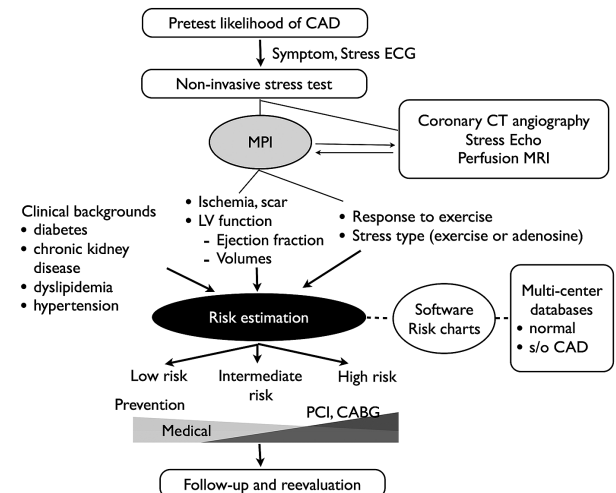 Pretest likelihood of CAD
Symptom, Stress ECG
Non-invasive stress test
MPI
Coronary CT angiography
Stress Echo
Perfusion MRI
Clinical backgrounds
• diabetes
• chronic kidney
disease
• dyslipidemia
• hypertension
• Ischemia, scar
• LV function
- Ejection fraction
- Volumes
• Response to exercise
• Stress type (exercise or adenosine)
Risk estimation
Software
Risk charts
Multi-center
databases
• normal
• s/o CAD
Low risk
Intermediate
risk
High risk
Prevention
PCI, CABG
Medical
Follow-up and reevaluation